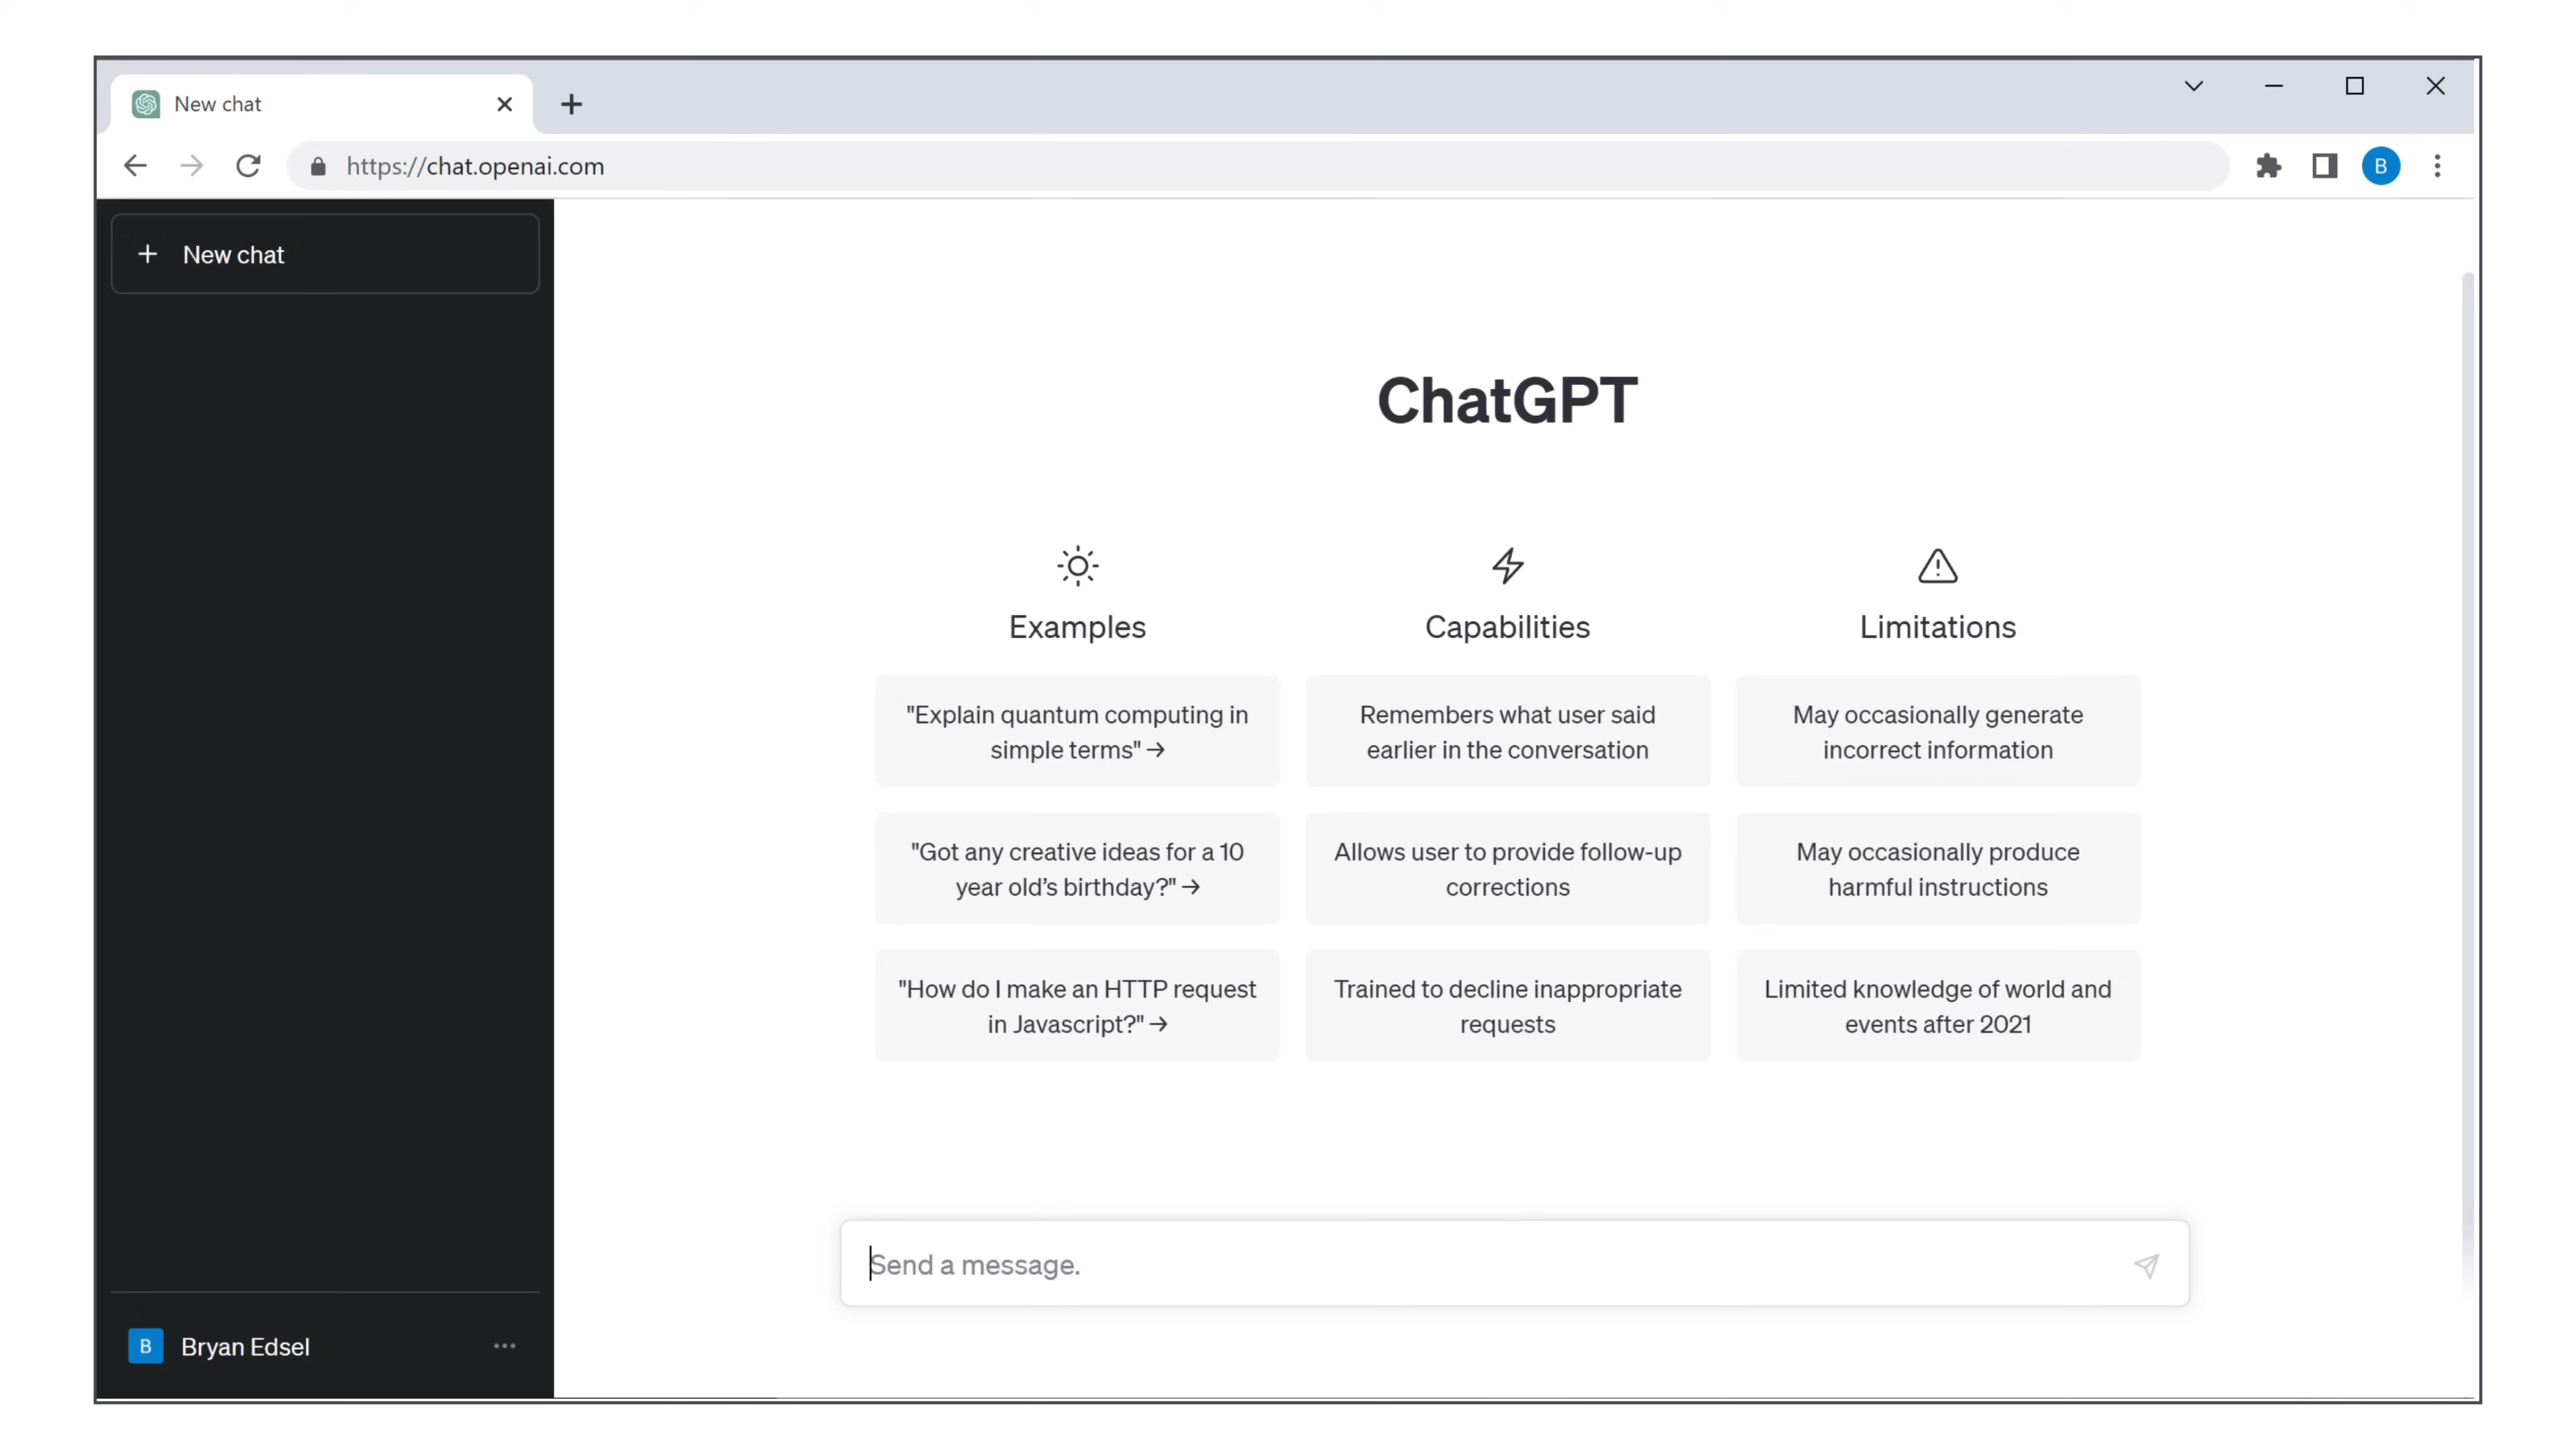 New chat
https://chat.openai.com
B
New chat
ChatGPT
Examples
"Explain quantum computing in
simple terms" →
"Got any creative ideas for a 10
year old’s birthday?" →
"How do I make an HTTP request
in Javascript?" →
Capabilities
Remembers what user said
earlier in the conversation
Allows user to provide follow-up
corrections
Trained to decline inappropriate
requests
Limitations
May occasionally generate
incorrect information
May occasionally produce
harmful instructions
Limited knowledge of world and
events after 2021
Send a message.
B Bryan Edsel